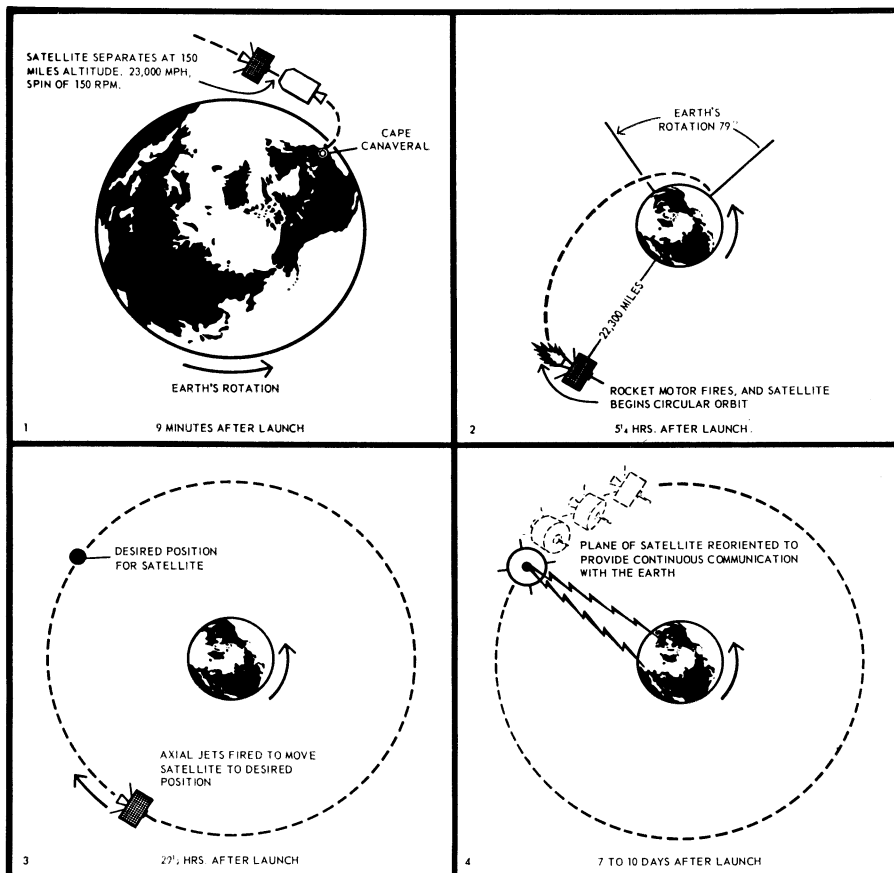 SATELLITE SEPARATES AT 150
MILES ALTITUDE. 23,000 MPH,
SPIN OF 150 RPM.
CAPE
CANAVERAL
EARTH'S ROTATION
1
9 MINUTES AFTER LAUNCH
EARTH'S
ROTATION 79°
22,300 MILES
ROCKET MOTOR FIRES, AND SATELLITE
BEGINS CIRCULAR ORBIT
2
5¼ HRS. AFTER LAUNCH
DESIRED POSITION
FOR SATELLITE
AXIAL JETS FIRED TO MOVE
SATELLITE TO DESIRED
POSITION
3
HRS. AFTER LAUNCH
PLANE OF SATELLITE REORIENTED TO
PROVIDE CONTINUOUS COMMUNICATION
WITH THE EARTH
4
7 TO 10 DAYS AFTER LAUNCH